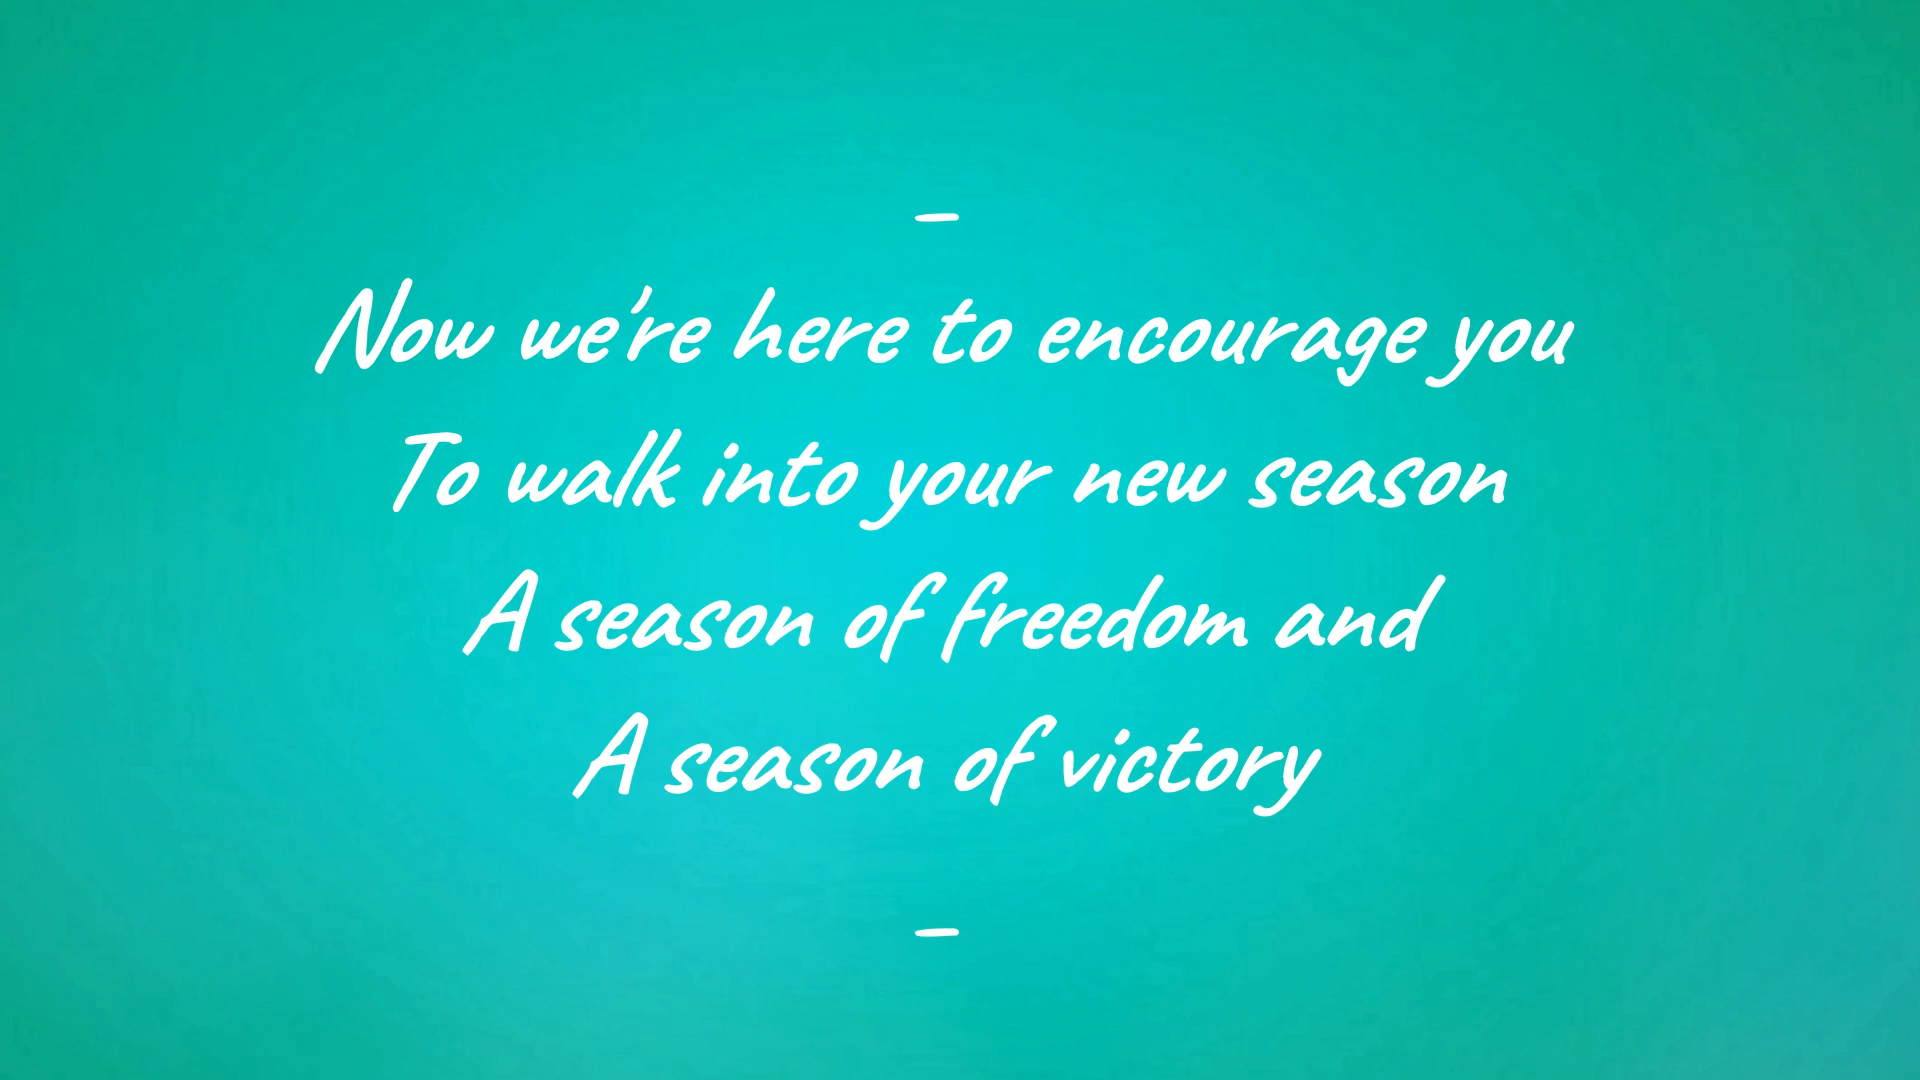 –
Now we're here to encourage you
To walk into your new season
A season of freedom and
A season of victory
–